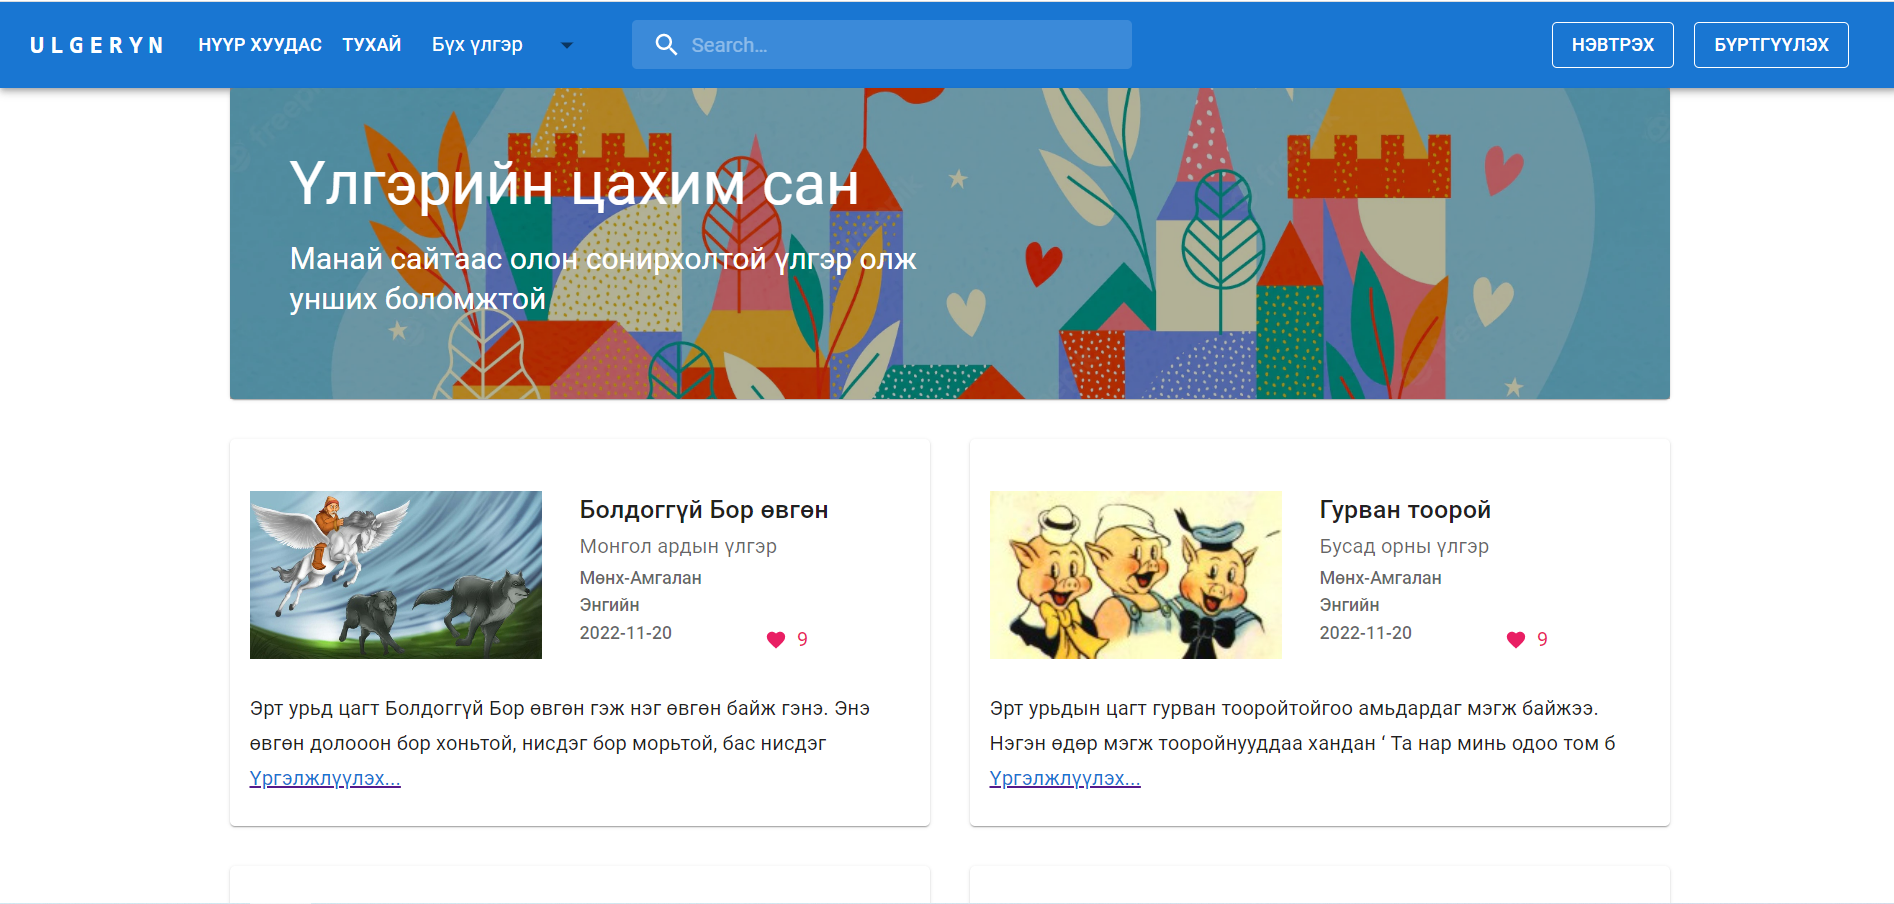 ULGERYN
НҮҮР ХУУДАС
ТУХАЙ
Бүх үлгэр
Search...
НЭВТРЭХ
БҮРТГҮҮЛЭХ
Үлгэрийн цахим сан
Манай сайтаас олон сонирхолтой үлгэр олж
унших боломжтой
Болдоггүй Бор өвгөн
Монгол ардын үлгэр
Мөнх-Амгалан
Энгийн
2022-11-20
9
Эрт урьд цагт Болдоггүй Бор өвгөн гэж нэг өвгөн байж гэнэ. Энэ
өвгөн долооон бор хоньтой, нисдэг бор морьтой, бас нисдэг
Үргэлжлүүлэх...
Гурван тоорой
Бусад орны үлгэр
Мөнх-Амгалан
Энгийн
2022-11-20
9
Эрт урьдын цагт гурван тооройтойгоо амьдардаг мэгж байжээ.
Нэгэн өдөр мэгж тооройнууддаа хандан ‘ Та нар минь одоо том б
Үргэлжлүүлэх...